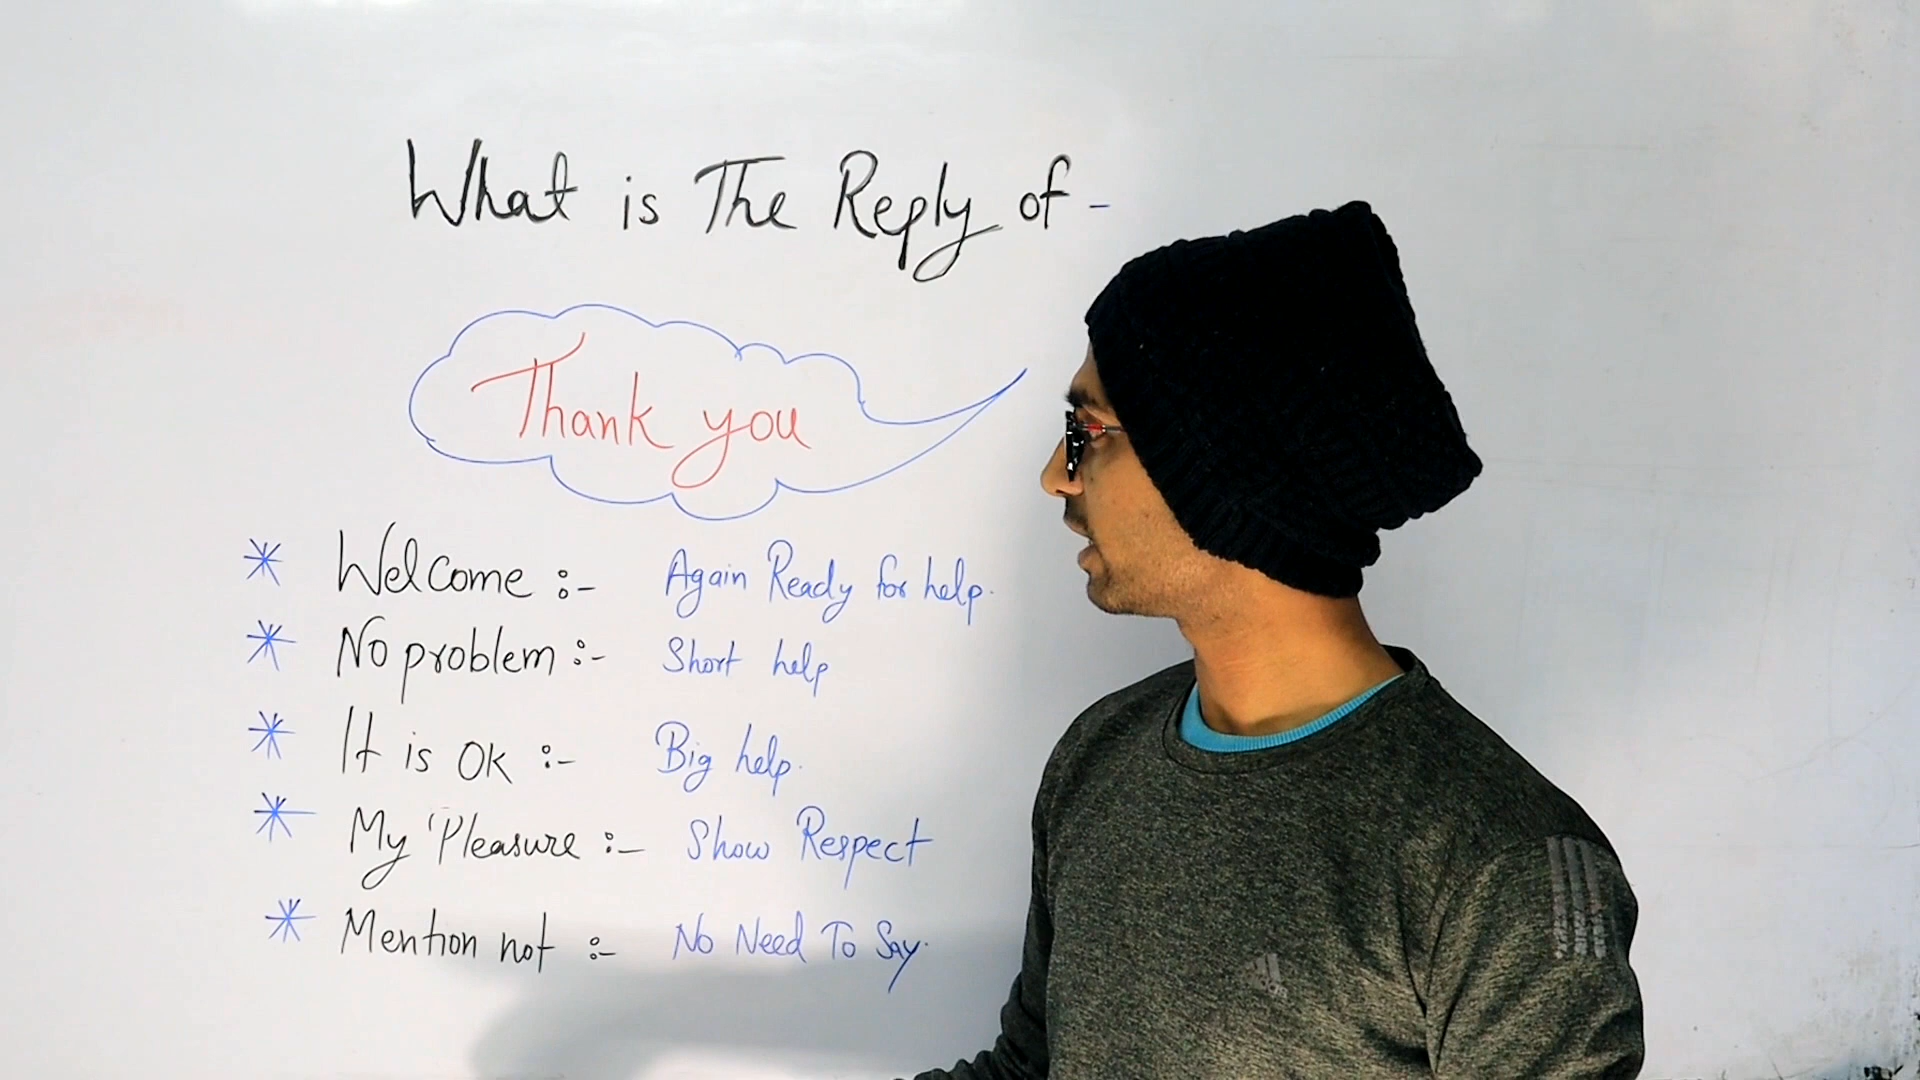 What is The Reply of -
Thank you
* Welcome :- Again Ready for help.
* No problem :- Short help
* It is OK :- Big help.
* My Pleasure :- Show Respect
* Mention not :- No Need To Say.